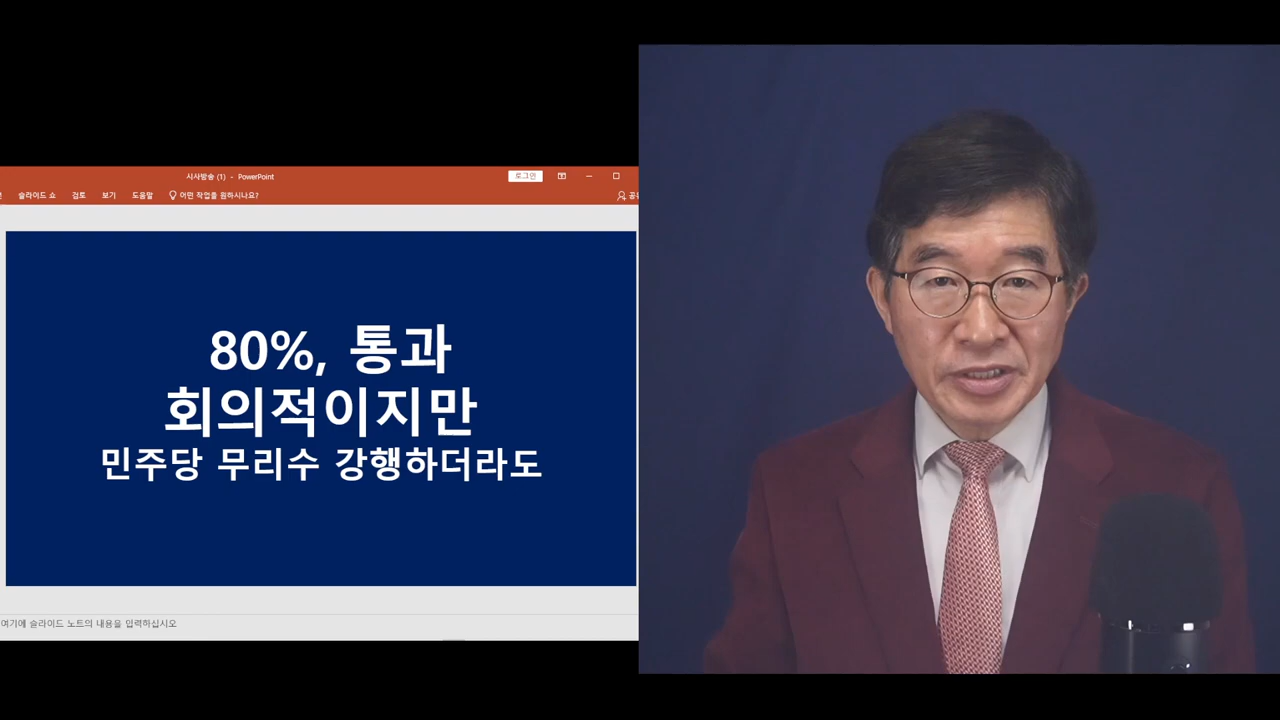 시사방송 (1) - PowerPoint
로그인
슬라이드 쇼 검토 보기 도움말 어떤 작업을 원하시나요?
80%, 통과
회의적이지만
민주당 무리수 강행하더라도
여기에 슬라이드 노트의 내용을 입력하십시오